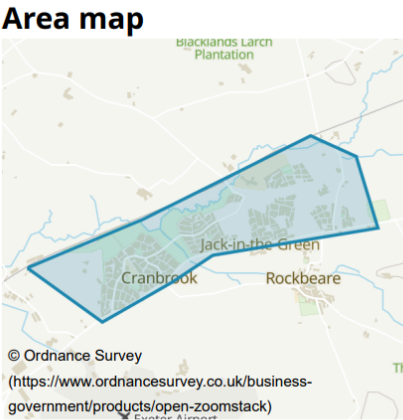 Area map
Blacklands Larch
Plantation
Jack-in-the-Green
Cranbrook
Rockbeare
© Ordnance Survey
(https://www.ordnancesurvey.co.uk/business-
government/products/open-zoomstack)
Exeter Airport